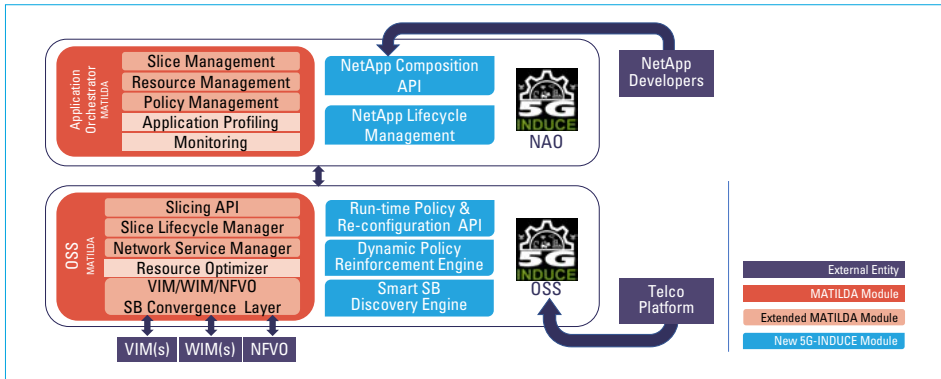 Application
Orchestrator
MATILDA
Slice Management
Resource Management
Policy Management
Application Profiling
Monitoring
NetApp Composition
API
NetApp Lifecycle
Management
5G
INDUCE
NAO
NetApp
Developers
OSS
MATILDA
Slicing API
Slice Lifecycle Manager
Network Service Manager
Resource Optimizer
VIM/WIM/NFVO
SB Convergence Layer
Run-time Policy &
Re-configuration API
Dynamic Policy
Reinforcement Engine
Smart SB
Discovery Engine
5G
INDUCE
OSS
Telco
Platform
VIM(s)
WIM(s)
NFVO
External Entity
MATILDA Module
Extended MATILDA Module
New 5G-INDUCE Module